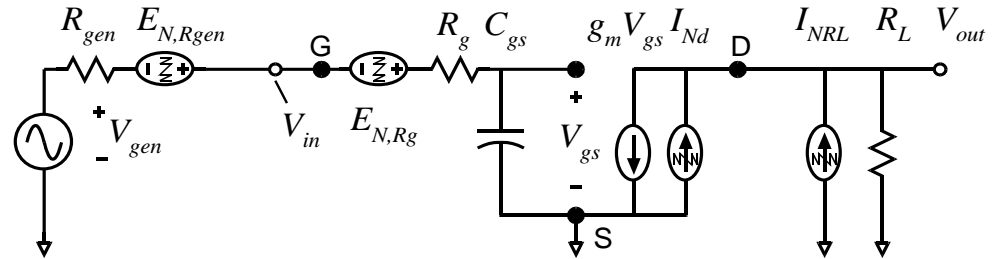 R_gen E_N,Rgen G R_g C_gs g_m V_gs I_Nd D I_NRL R_L V_out
+
-
V_gen
V_in
E_N,Rg
+
V_gs
-
S